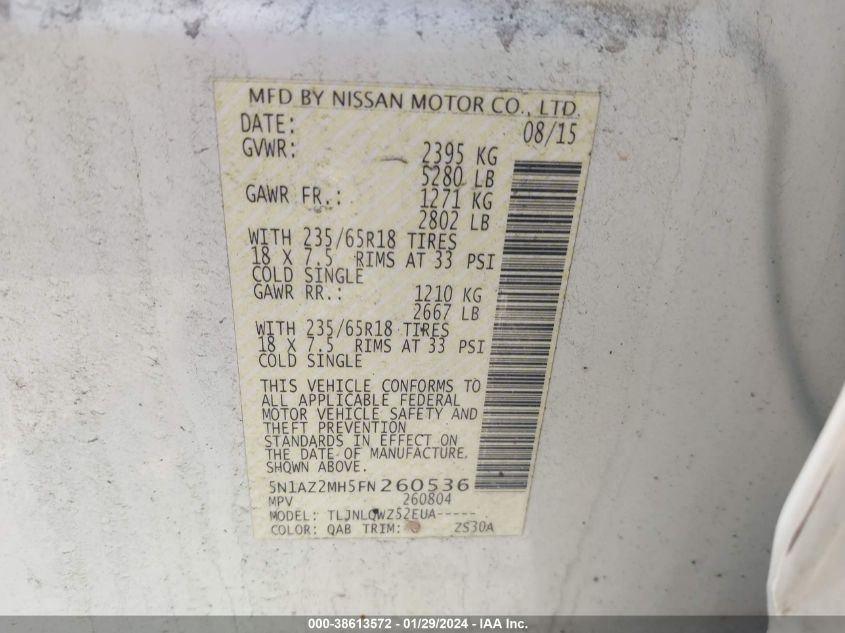 MFD BY NISSAN MOTOR CO., LTD.
DATE: 08/15
GVWR: 2395 KG
5280 LB
GAWR FR.: 1271 KG
2802 LB
WITH 235/65R18 TIRES
18 X 7.5 RIMS AT 33 PSI
COLD SINGLE
GAWR RR.: 1210 KG
2667 LB
WITH 235/65R18 TIRES
18 X 7.5 RIMS AT 33 PSI
COLD SINGLE
THIS VEHICLE CONFORMS TO
ALL APPLICABLE FEDERAL
MOTOR VEHICLE SAFETY AND
THEFT PREVENTION
STANDARDS IN EFFECT ON
THE DATE OF MANUFACTURE.
SHOWN ABOVE.
5N1AZ2MH5FN260536
MPV 260804
MODEL: TLJNLQWZ52EUA-----
COLOR: QAB TRIM: ZS30A
000-38613572 - 01/29/2024 - IAA Inc.